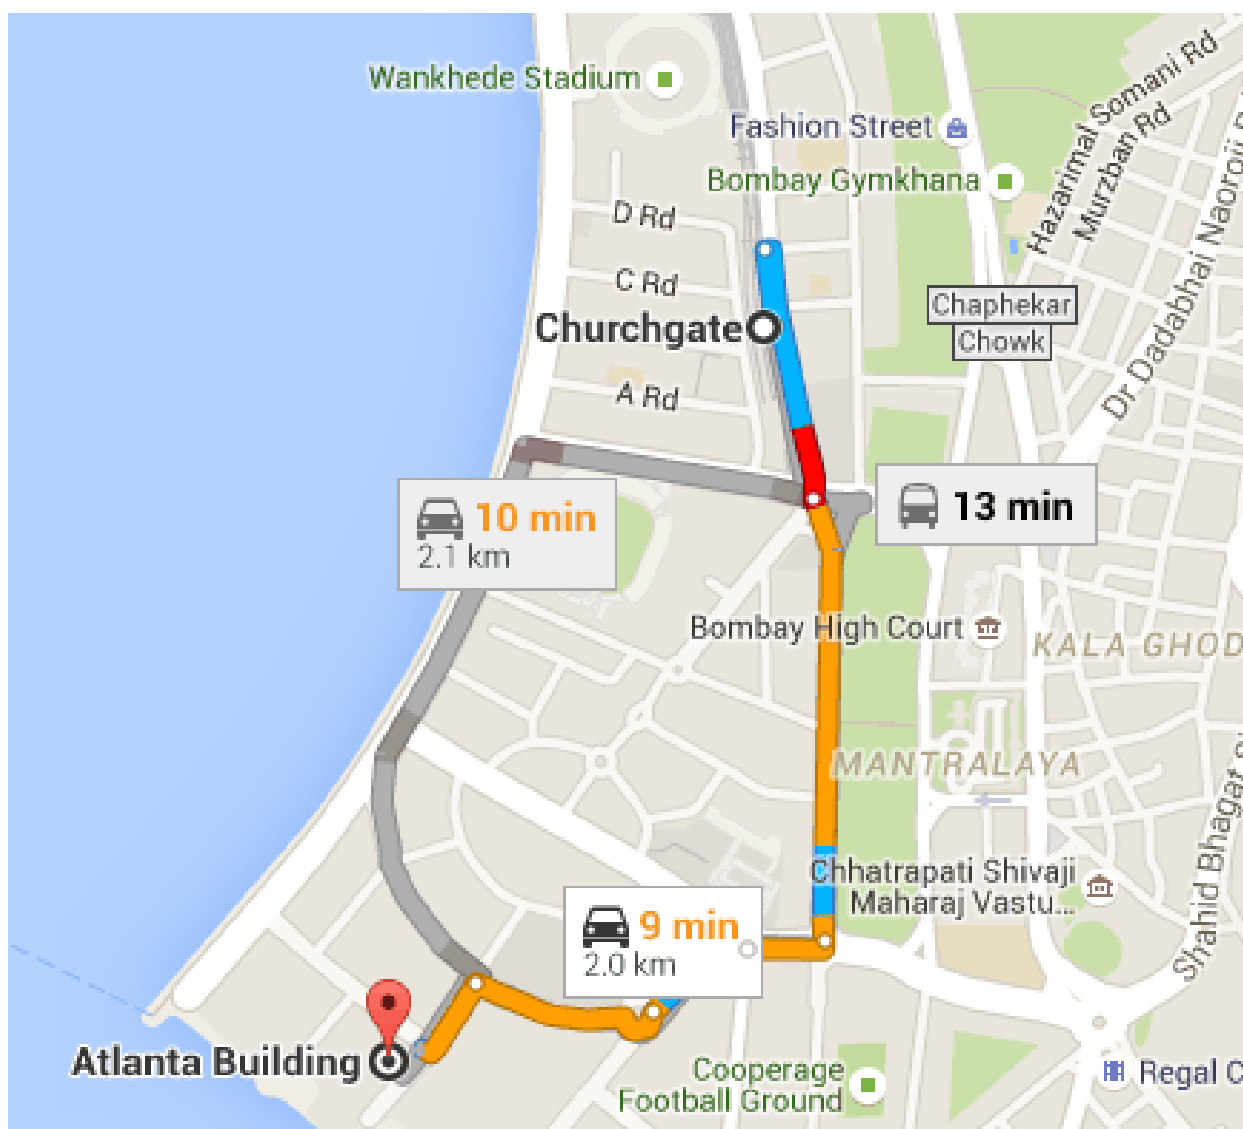 Wankhede Stadium
Fashion Street
Hazarimal Somani Rd
Bombay Gymkhana
Murzban Rd
D Rd
C Rd
Chaphekar
Chowk
Churchgate
Dr Dadabhai Naoroji
A Rd
10 min
2.1 km
13 min
Bombay High Court
KALA GHOD
MANTRALAYA
Chhatrapati Shivaji
Maharaj Vastu...
Shahid Bhagat
9 min
2.0 km
Atlanta Building
Cooperage
Football Ground
Regal C